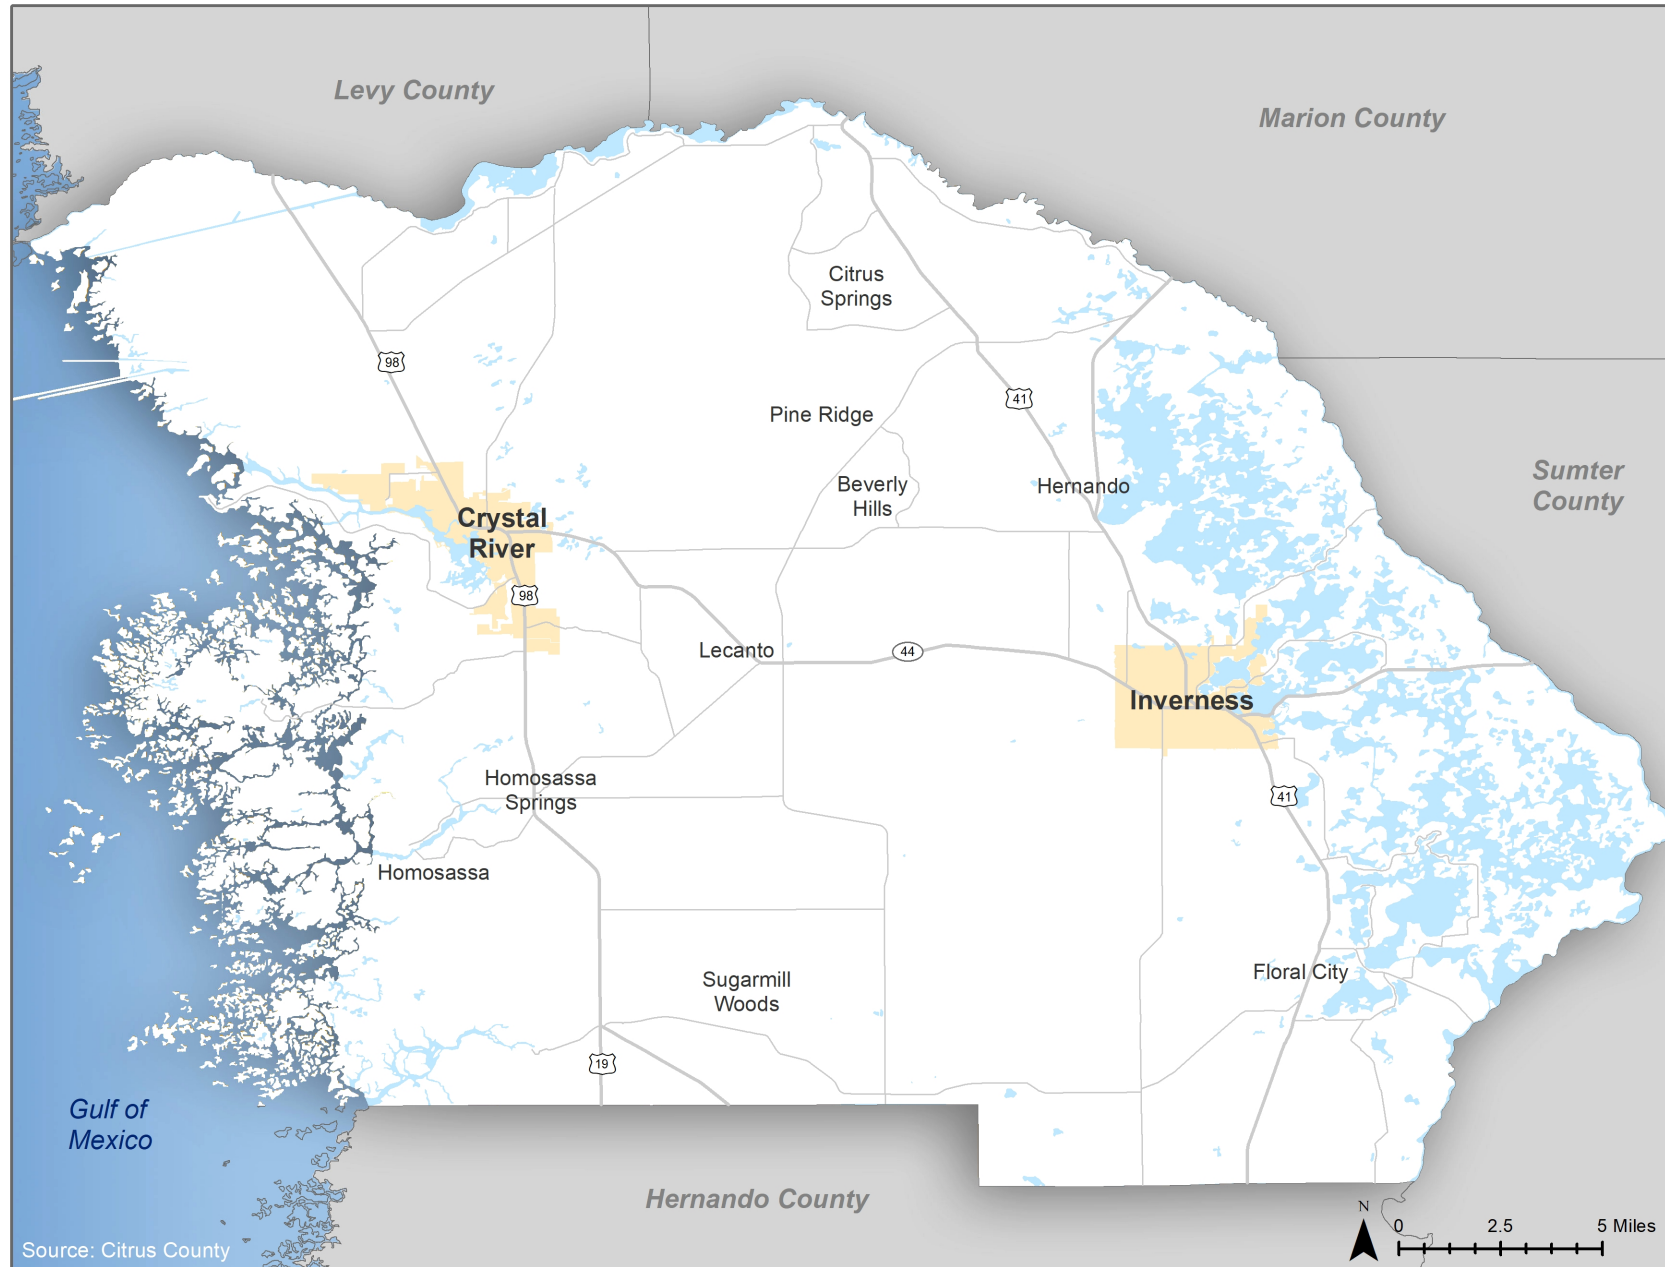 Levy County
Marion County
Citrus
Springs
98
41
Pine Ridge
Sumter
County
Beverly
Hills
Hernando
Crystal
River
98
Lecanto
44
Inverness
Homosassa
Springs
41
Homosassa
Floral City
Sugarmill
Woods
19
Gulf of
Mexico
Hernando County
N
0 2.5 5 Miles
Source: Citrus County